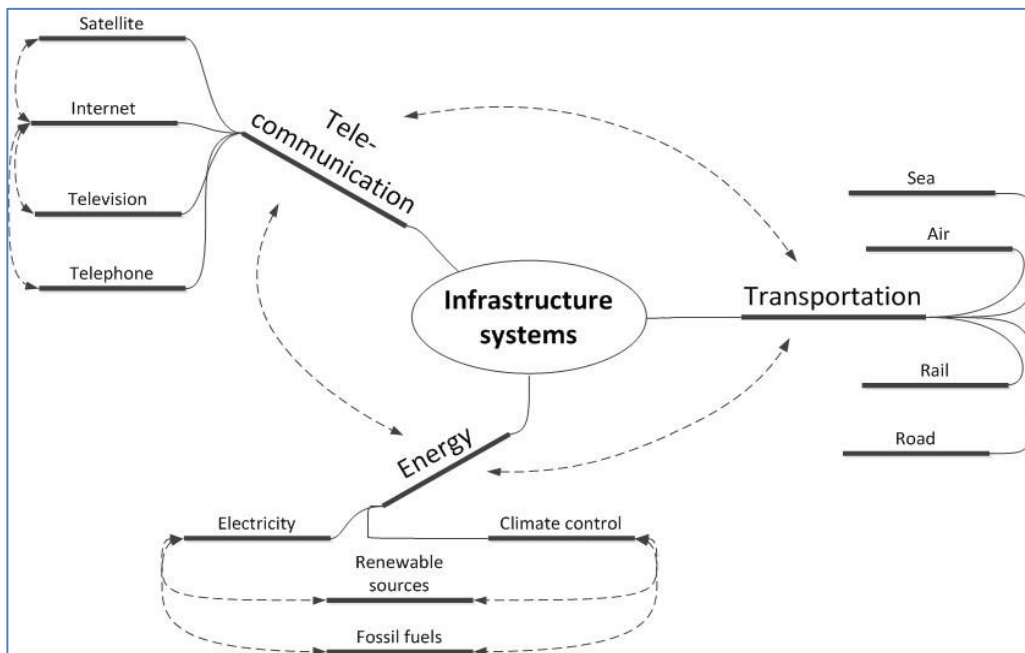 Satellite
Internet
Television
Telephone
Tele-
communication
Infrastructure
systems
Transportation
Sea
Air
Rail
Road
Energy
Electricity
Climate control
Renewable
sources
Fossil fuels